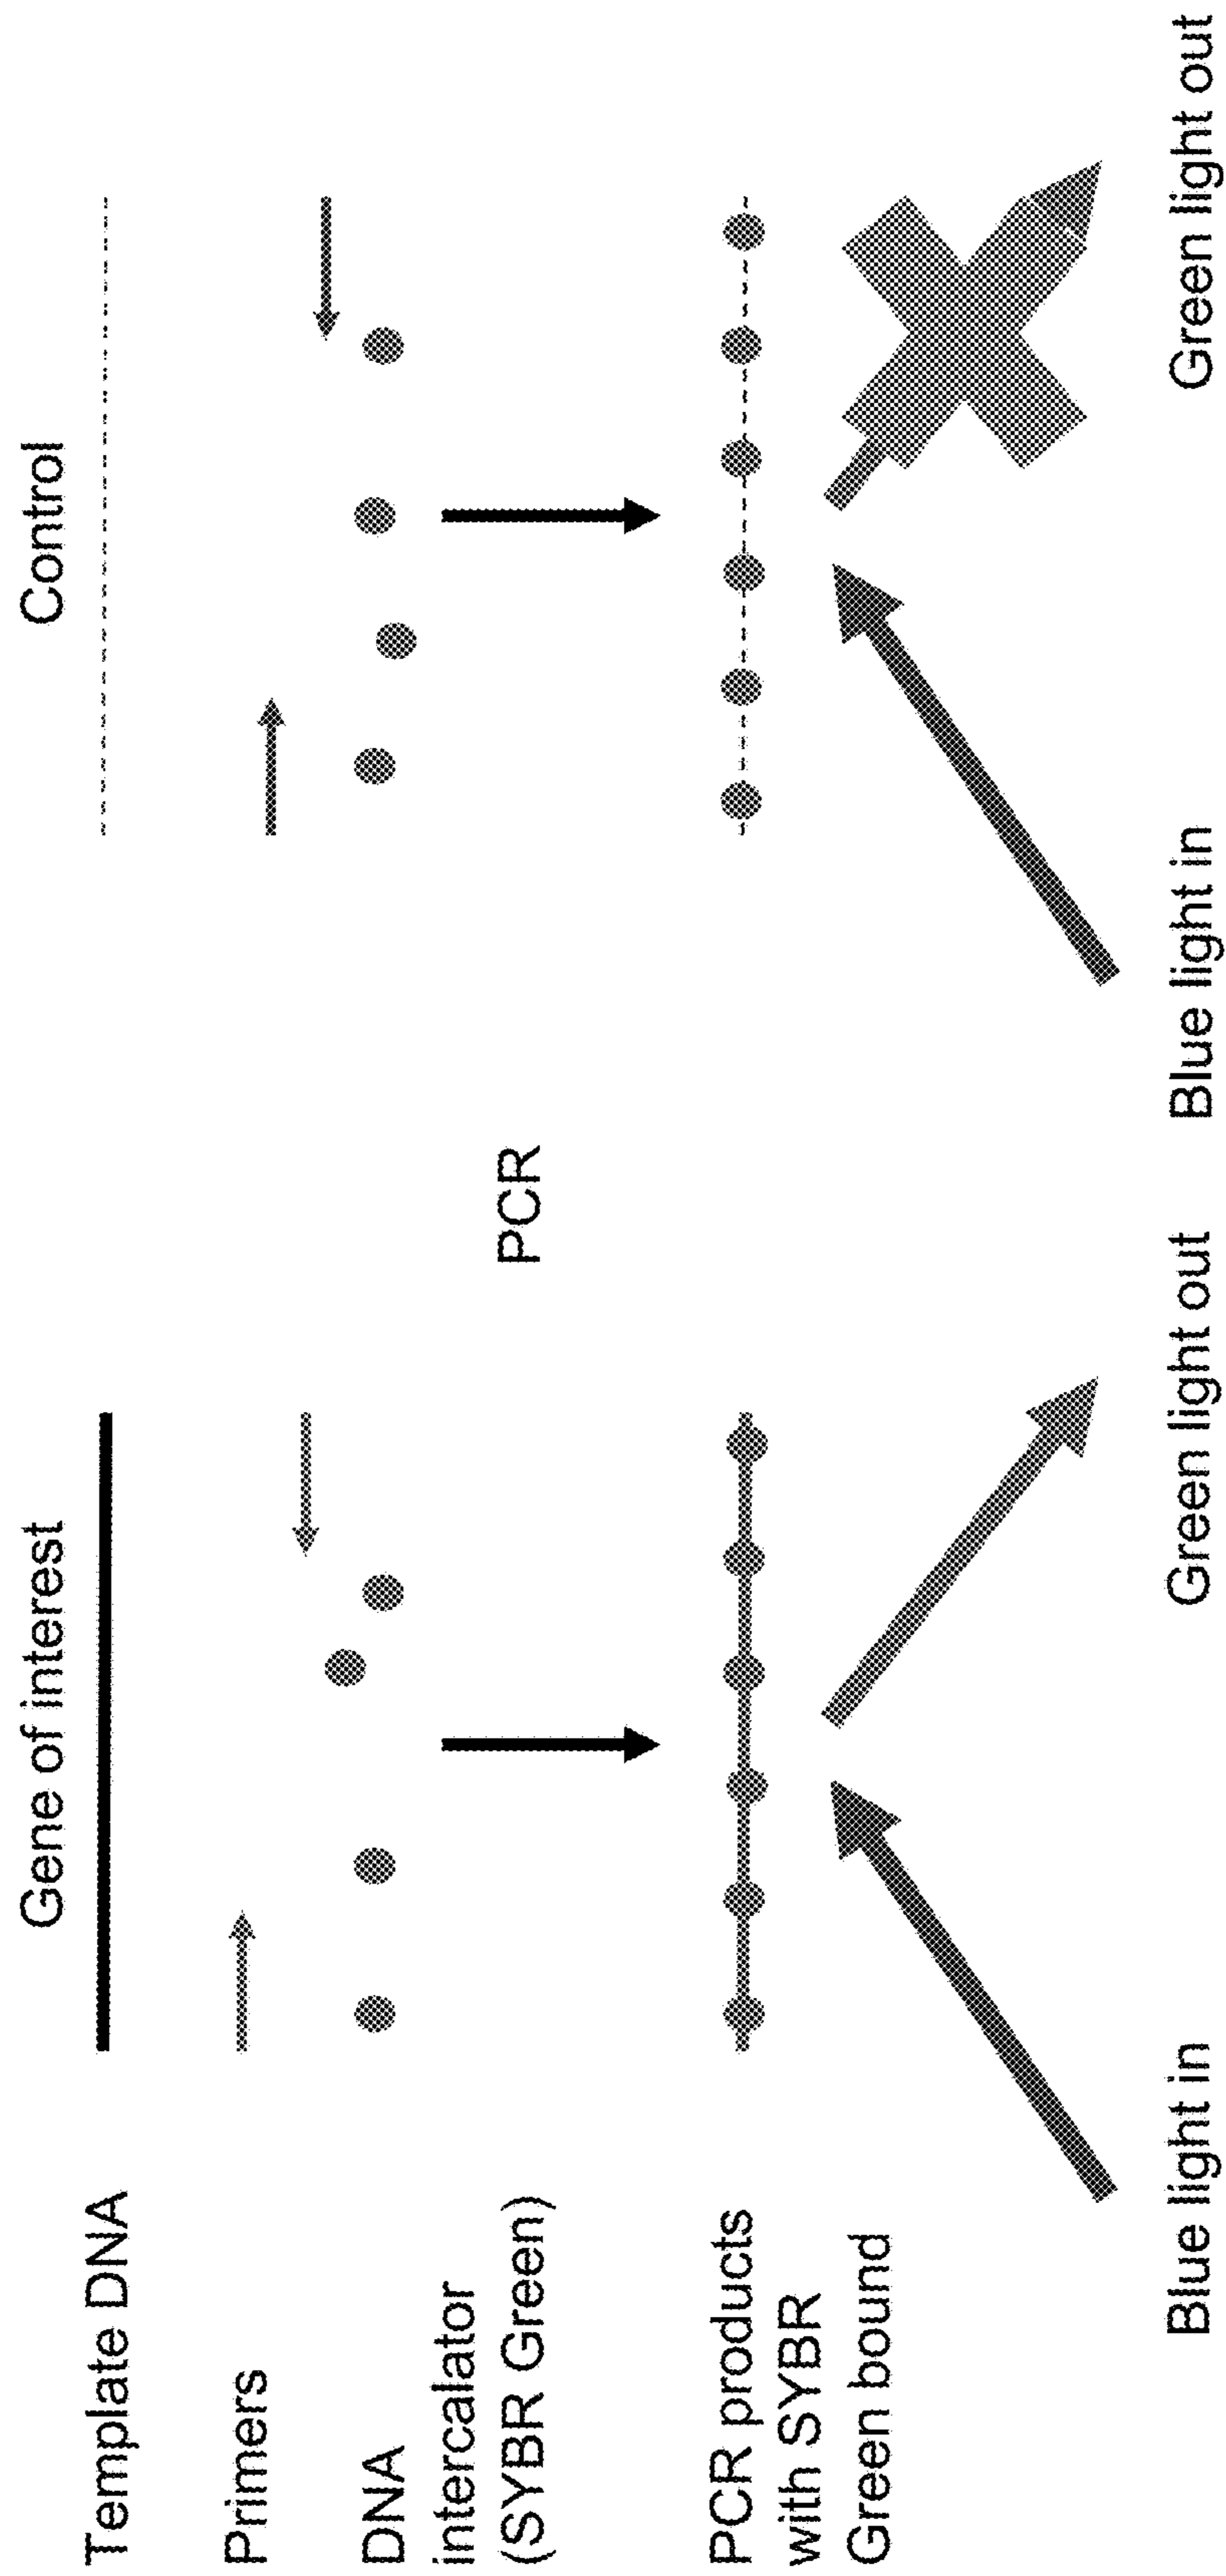 Gene of interest
Control
Template DNA
Primers
DNA
intercalator
(SYBR Green)
PCR
PCR products
with SYBR
Green bound
Blue light in
Green light out
Blue light in
Green light out